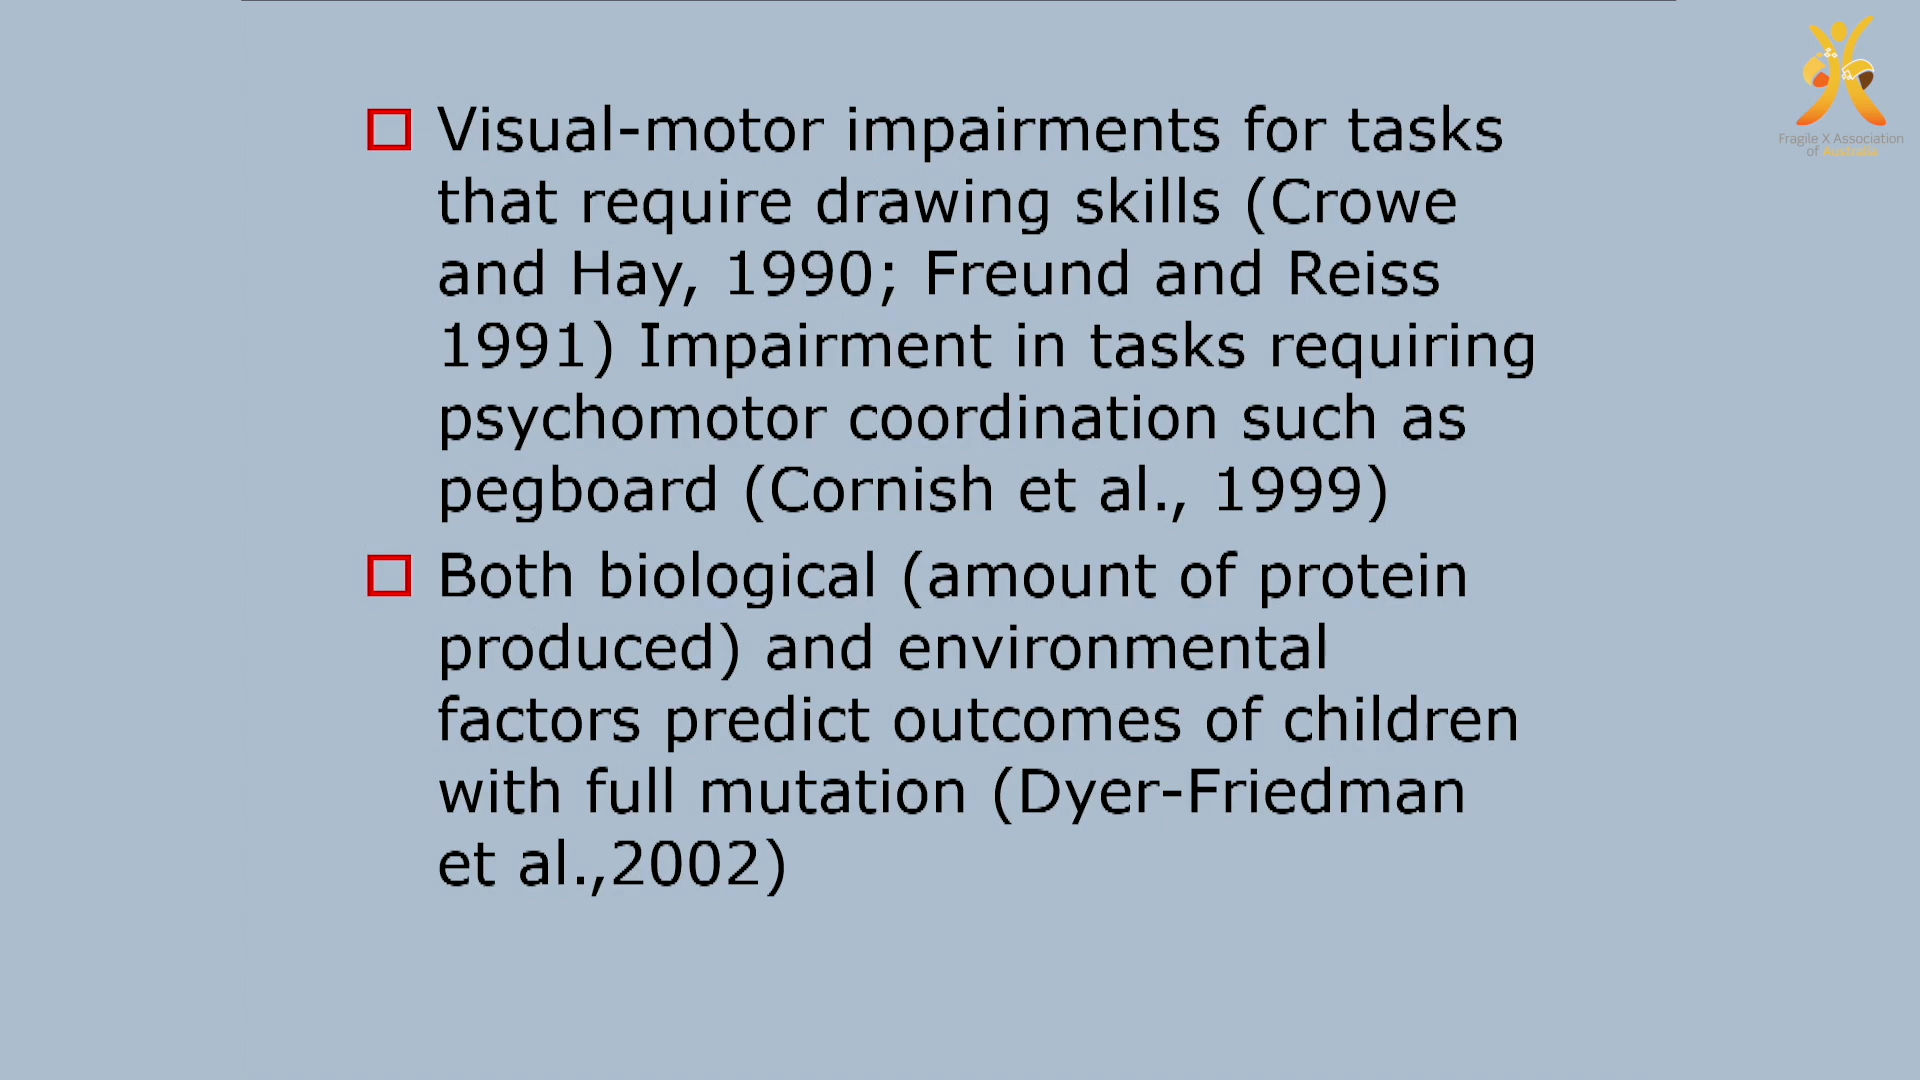 Visual-motor impairments for tasks
that require drawing skills (Crowe
and Hay, 1990; Freund and Reiss
1991) Impairment in tasks requiring
psychomotor coordination such as
pegboard (Cornish et al., 1999)
Both biological (amount of protein
produced) and environmental
factors predict outcomes of children
with full mutation (Dyer-Friedman
et al.,2002)
Fragile X Association
of Australia